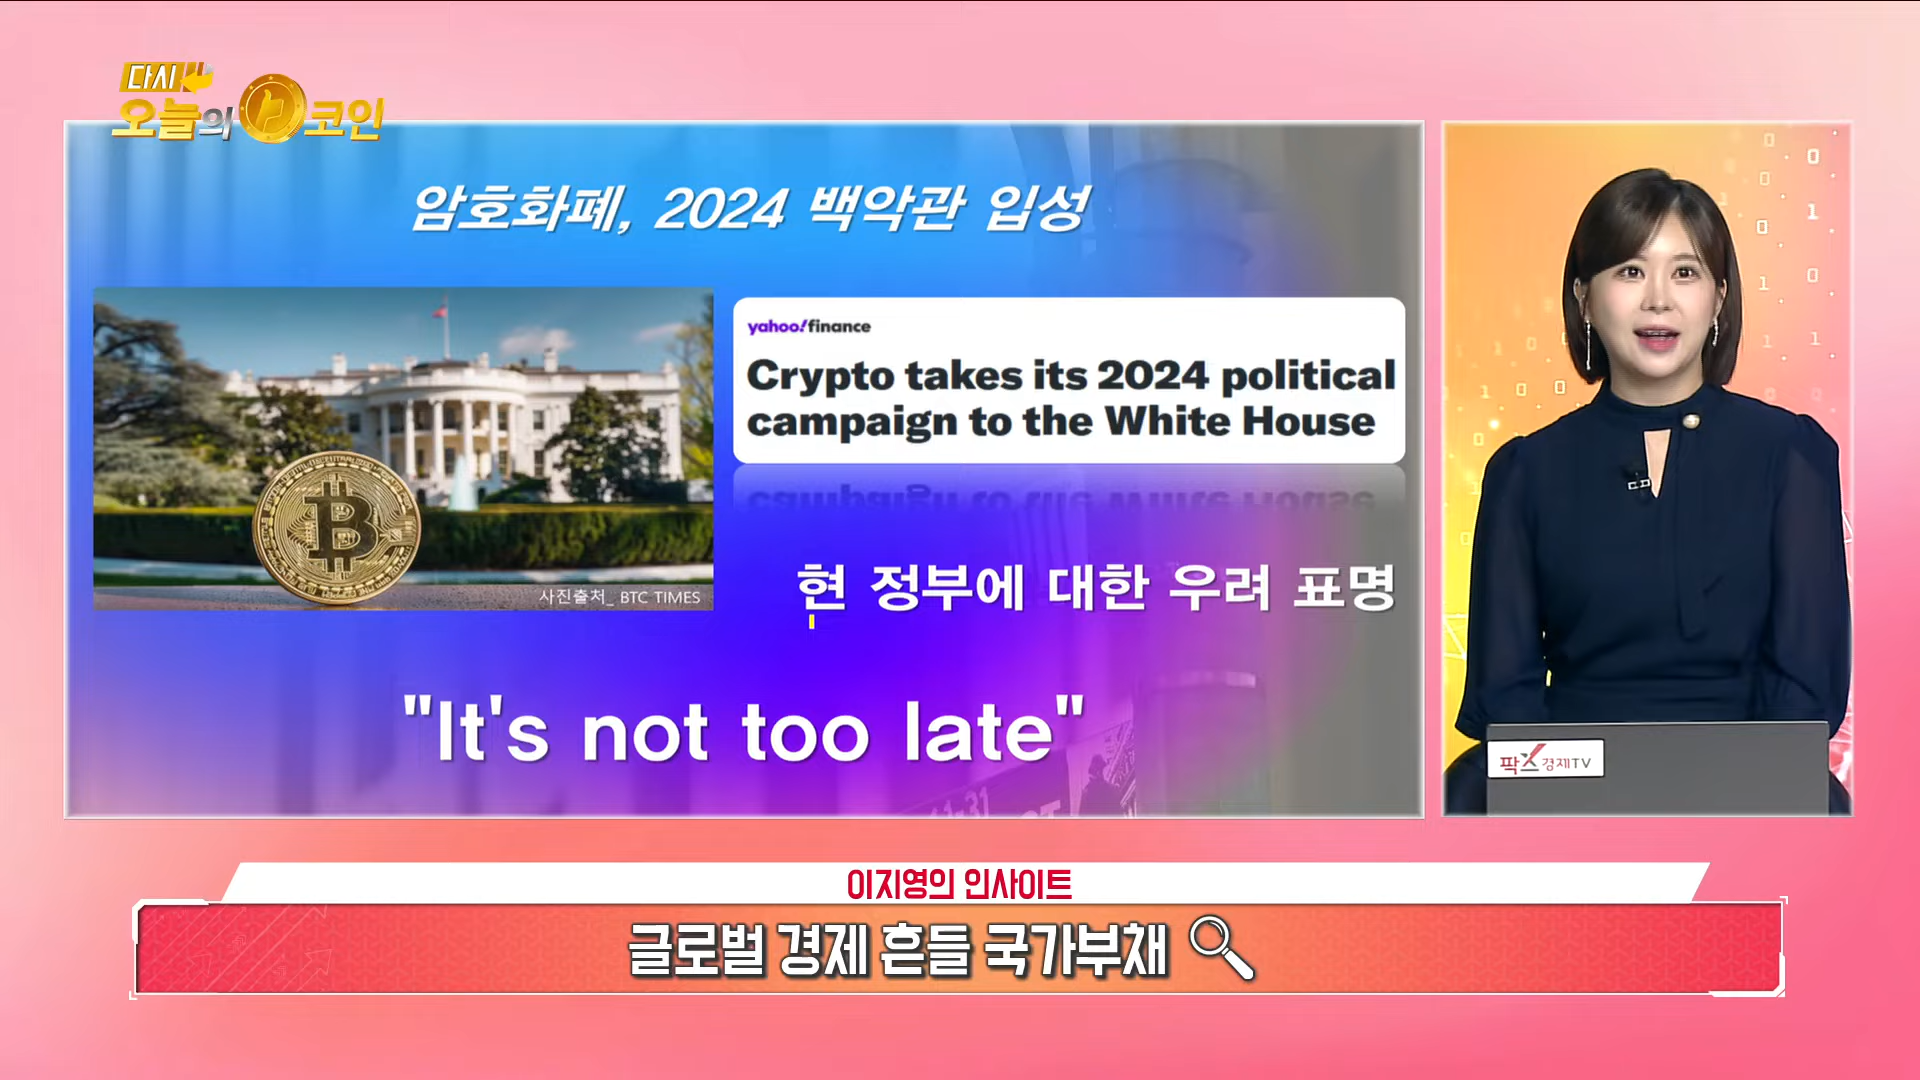 다시
오늘의 코인
암호화폐, 2024 백악관 입성
yahoo!finance
Crypto takes its 2024 political
campaign to the White House
사진출처_ BTC TIMES
현 정부에 대한 우려 표명
"It's not too late"
팍스경제TV
이지영의 인사이트
글로벌 경제 흔들 국가부채